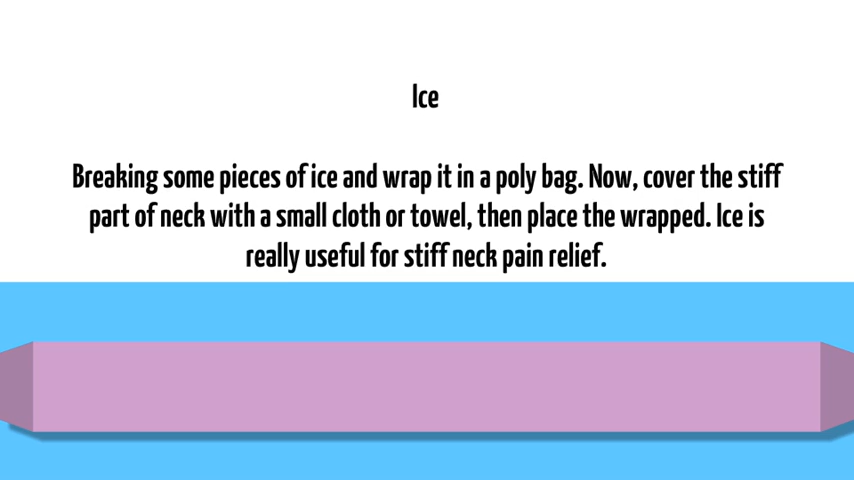 Ice
Breaking some pieces of ice and wrap it in a poly bag. Now, cover the stiff
part of neck with a small cloth or towel, then place the wrapped. Ice is
really useful for stiff neck pain relief.